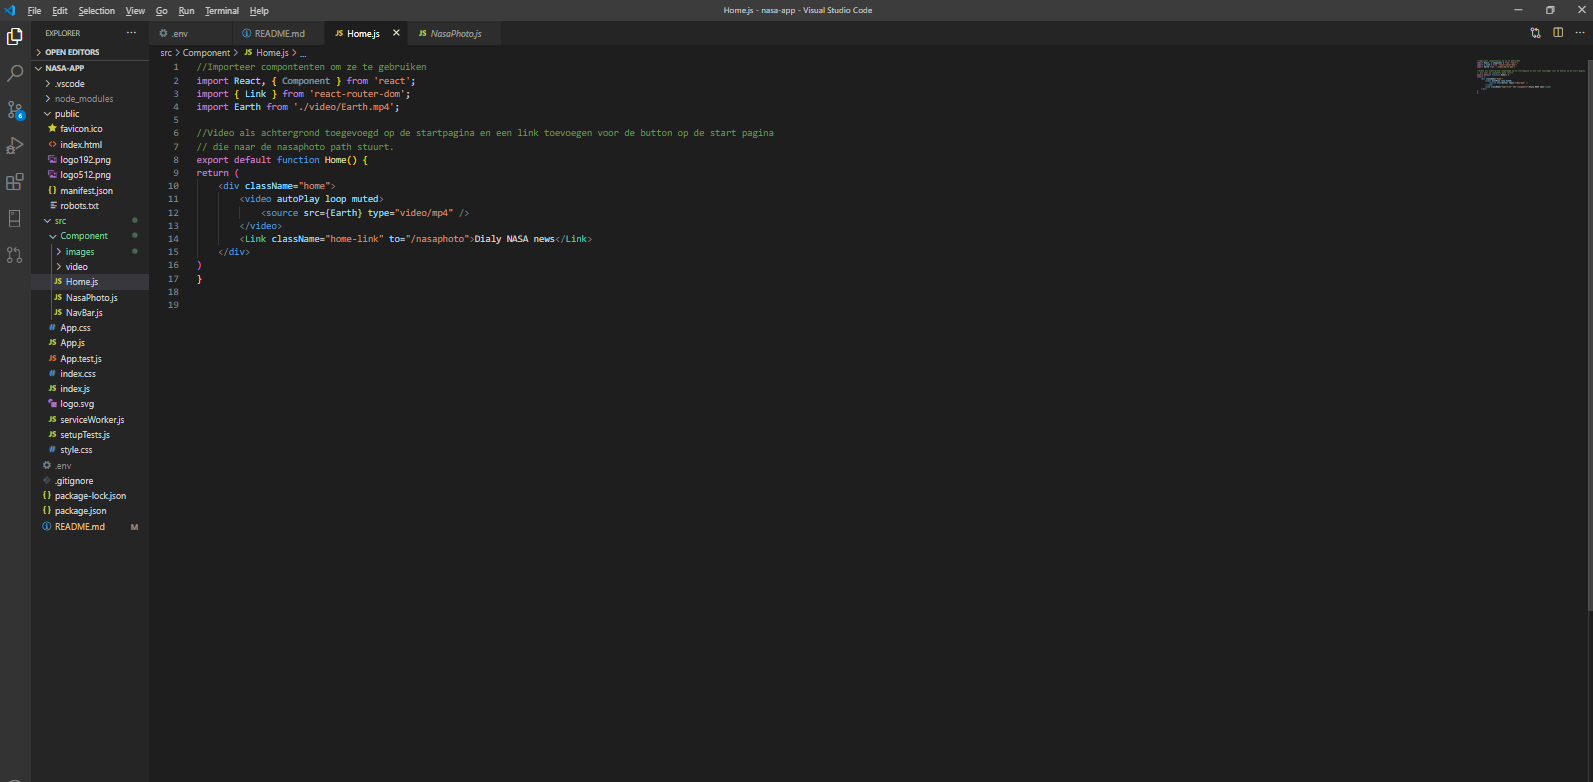 File Edit Selection View Go Run Terminal Help
Home.js - nasa-app - Visual Studio Code
EXPLORER
OPEN EDITORS
NASA-APP
.vscode
node_modules
public
favicon.ico
index.html
logo192.png
logo512.png
manifest.json
robots.txt
src
Component
images
video
Home.js
NasaPhoto.js
NavBar.js
App.css
App.js
App.test.js
index.css
index.js
logo.svg
serviceWorker.js
setupTests.js
style.css
.env
.gitignore
package-lock.json
package.json
README.md M
6
.env README.md JS Home.js JS NasaPhoto.js
src > Component > JS Home.js > ...
1 //Importeer compontenten om ze te gebruiken
2 import React, { Component } from 'react';
3 import { Link } from 'react-router-dom';
4 import Earth from './video/Earth.mp4';
5
6 //Video als achtergrond toegevoegd op de startpagina en een link toevoegen voor de button op de start pagina
7 // die naar de nasaphoto path stuurt.
8 export default function Home() {
9 return (
10 <div className="home">
11 <video autoPlay loop muted>
12 <source src={Earth} type="video/mp4" />
13 </video>
14 <Link className="home-link" to="/nasaphoto">Dialy NASA news</Link>
15 </div>
16 )
17 }
18
19